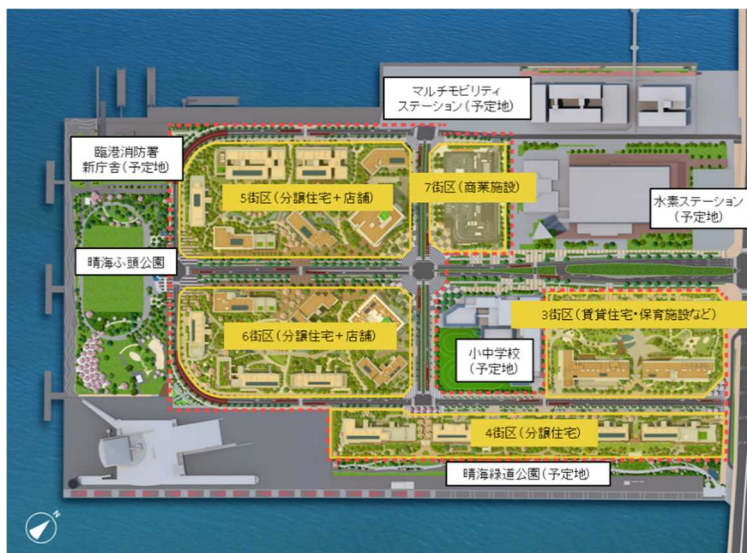 マルチモビリティ
ステーション(予定地)
臨港消防署
新庁舎(予定地)
5街区(分譲住宅+店舗)
7街区(商業施設)
水素ステーション
(予定地)
晴海ふ頭公園
6街区(分譲住宅+店舗)
3街区(賃貸住宅・保育施設など)
小中学校
(予定地)
4街区(分譲住宅)
晴海緑道公園(予定地)
N